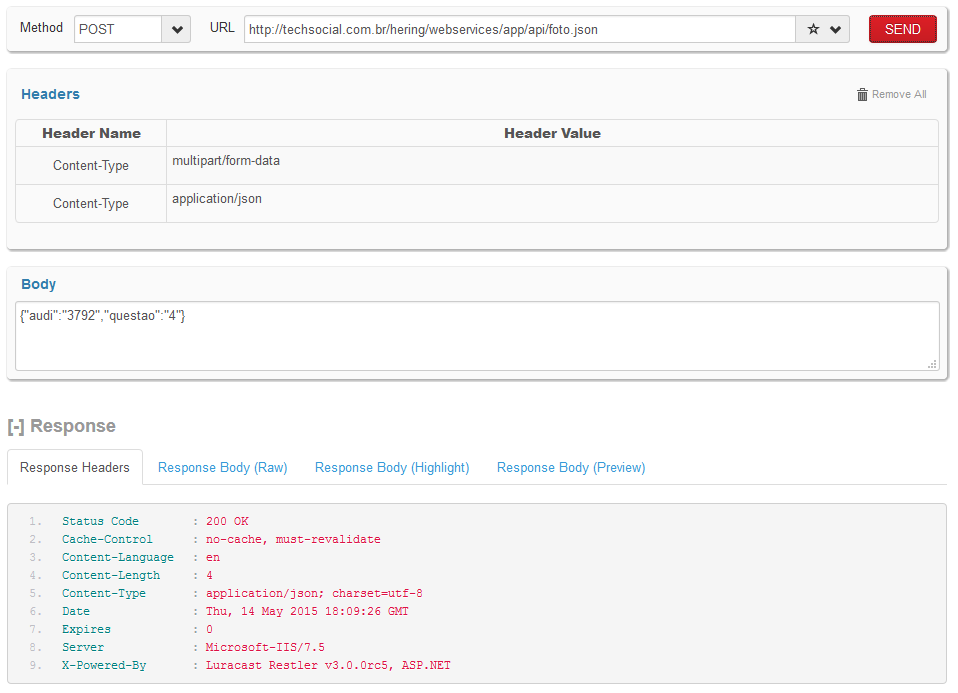 Method POST URL http://techsocial.com.br/hering/webservices/app/api/foto.json SEND
Headers Remove All
Header Name Header Value
Content-Type multipart/form-data
Content-Type application/json
Body
{"audi":"3792","questao":"4"}
[-] Response
Response Headers Response Body (Raw) Response Body (Highlight) Response Body (Preview)
1. Status Code : 200 OK
2. Cache-Control : no-cache, must-revalidate
3. Content-Language : en
4. Content-Length : 4
5. Content-Type : application/json; charset=utf-8
6. Date : Thu, 14 May 2015 18:09:26 GMT
7. Expires : 0
8. Server : Microsoft-IIS/7.5
9. X-Powered-By : Luracast Restler v3.0.0rc5, ASP.NET